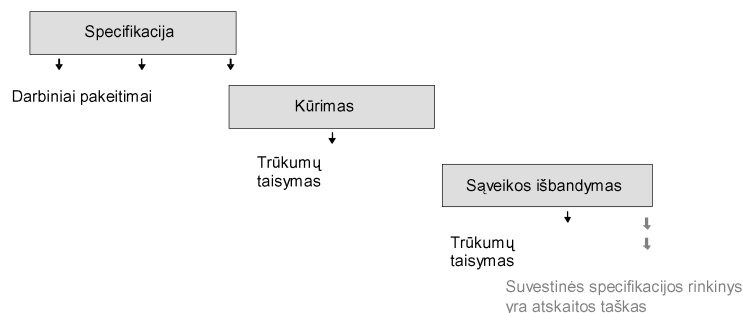 Specifikacija
Darbiniai pakeitimai
Kūrimas
Trūkumų
taisymas
Sąveikos išbandymas
Trūkumų
taisymas
Suvestinės specifikacijos rinkinys
yra atskaitos taškas